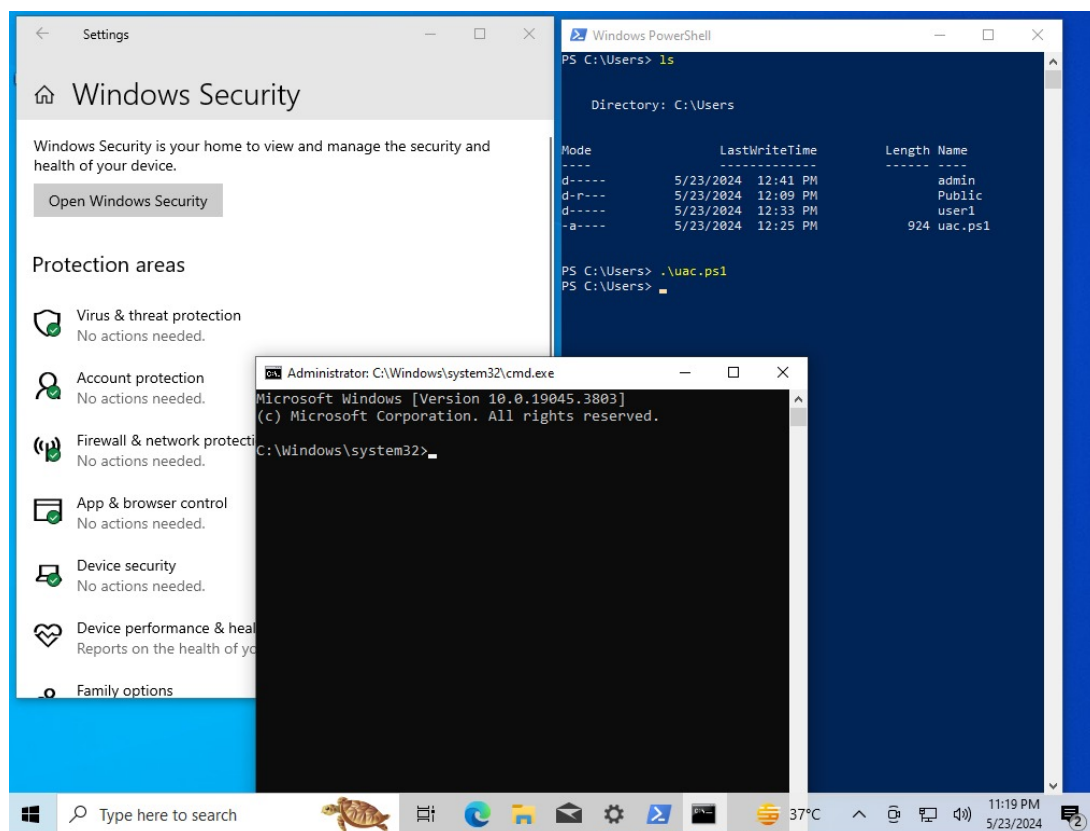 Settings
Windows Security
Windows Security is your home to view and manage the security and
health of your device.
Open Windows Security
Protection areas
Virus & threat protection
No actions needed.
Account protection
No actions needed.
Firewall & network protecti
No actions needed.
App & browser control
No actions needed.
Device security
No actions needed.
Device performance & heal
Reports on the health of yo
Family options
Windows PowerShell
PS C:\Users> ls
Directory: C:\Users
Mode LastWriteTime Length Name
---- ------------- ------ ----
d----- 5/23/2024 12:41 PM admin
d-r--- 5/23/2024 12:09 PM Public
d----- 5/23/2024 12:33 PM user1
-a---- 5/23/2024 12:25 PM 924 uac.ps1
PS C:\Users> .\uac.ps1
PS C:\Users>
Administrator: C:\Windows\system32\cmd.exe
Microsoft Windows [Version 10.0.19045.3803]
(c) Microsoft Corporation. All rights reserved.
C:\Windows\system32>
Type here to search
37°C
11:19 PM
5/23/2024
2